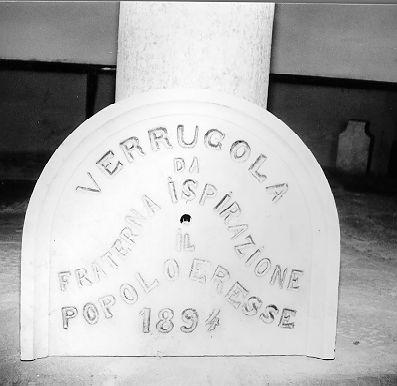 VERRUGOLA
DA
FRATERNA ISPIRAZIONE
IL
POPOLO ERESSE
1894